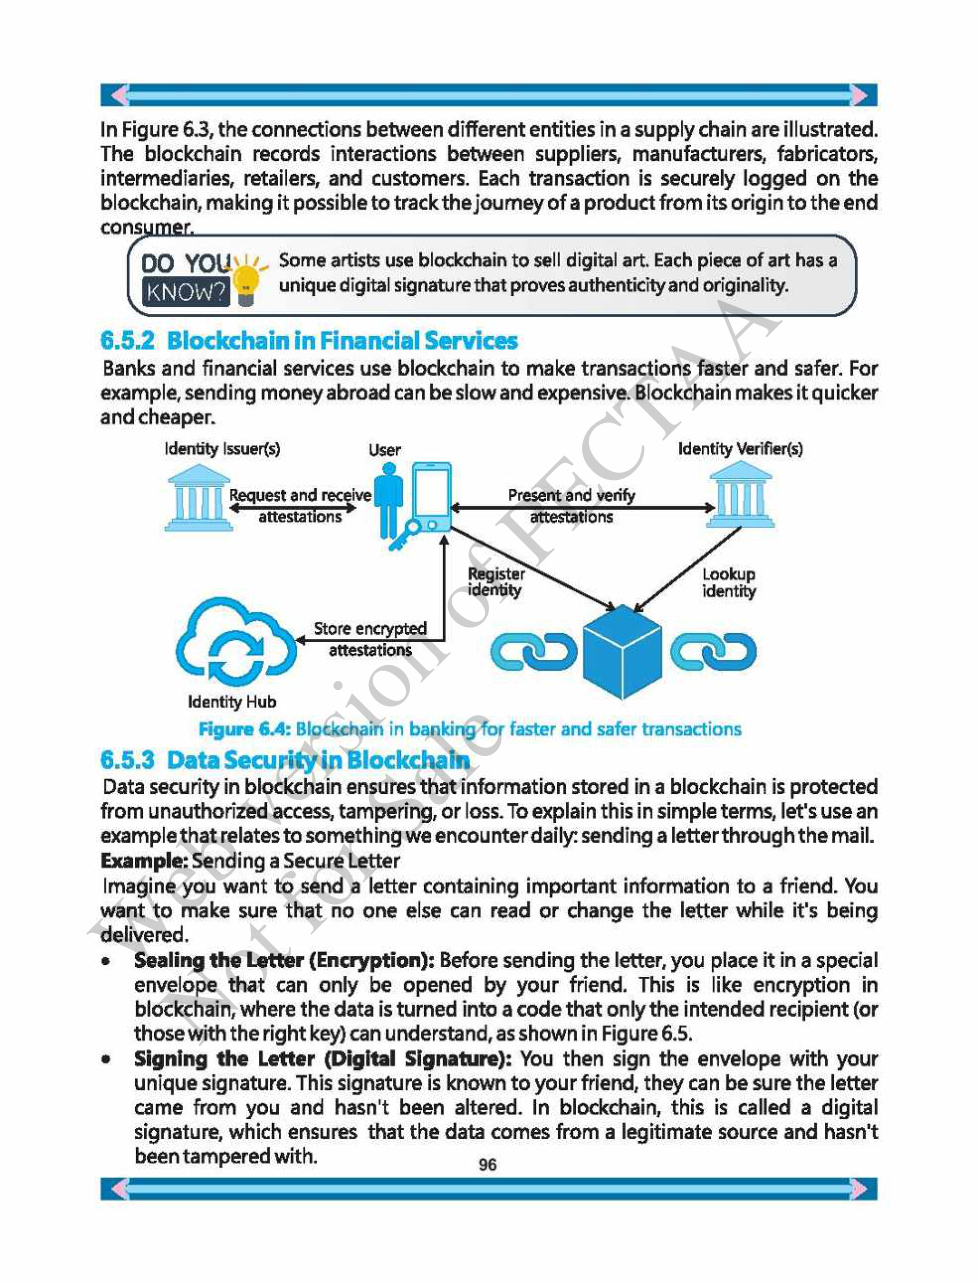 In Figure 6.3, the connections between different entities in a supply chain are illustrated.
The blockchain records interactions between suppliers, manufacturers, fabricators,
intermediaries, retailers, and customers. Each transaction is securely logged on the
blockchain, making it possible to track the journey of a product from its origin to the end
consumer.
DO YOU
KNOW?
Some artists use blockchain to sell digital art. Each piece of art has a
unique digital signature that proves authenticity and originality.
6.5.2 Blockchain in Financial Services
Banks and financial services use blockchain to make transactions faster and safer. For
example, sending money abroad can be slow and expensive. Blockchain makes it quicker
and cheaper.
Identity Issuer(s)
User
Identity Verifier(s)
Request and receive
attestations
Present and verify
attestations
Register
identity
Lookup
identity
Store encrypted
attestations
Identity Hub
Figure 6.4: Blockchain in banking for faster and safer transactions
6.5.3 Data Security in Blockchain
Data security in blockchain ensures that information stored in a blockchain is protected
from unauthorized access, tampering, or loss. To explain this in simple terms, let's use an
example that relates to something we encounter daily: sending a letter through the mail.
Example: Sending a Secure Letter
Imagine you want to send a letter containing important information to a friend. You
want to make sure that no one else can read or change the letter while it's being
delivered.
• Sealing the Letter (Encryption): Before sending the letter, you place it in a special
envelope that can only be opened by your friend. This is like encryption in
blockchain, where the data is turned into a code that only the intended recipient (or
those with the right key) can understand, as shown in Figure 6.5.
• Signing the Letter (Digital Signature): You then sign the envelope with your
unique signature. This signature is known to your friend, they can be sure the letter
came from you and hasn't been altered. In blockchain, this is called a digital
signature, which ensures that the data comes from a legitimate source and hasn't
been tampered with.
96
Web version of PECTAA
Not for Sale